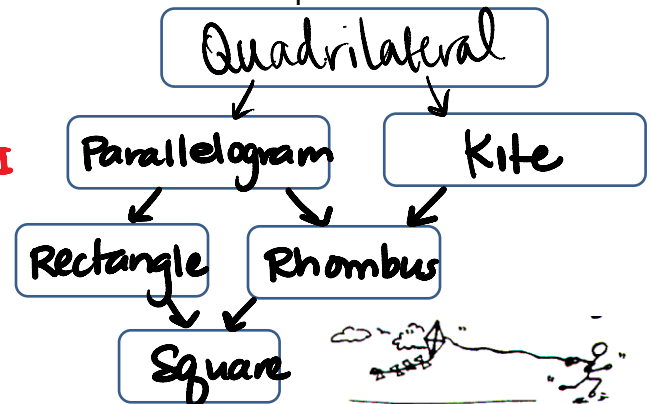 Quadrilateral
Parallelogram Kite
I
Rectangle Rhombus
Square